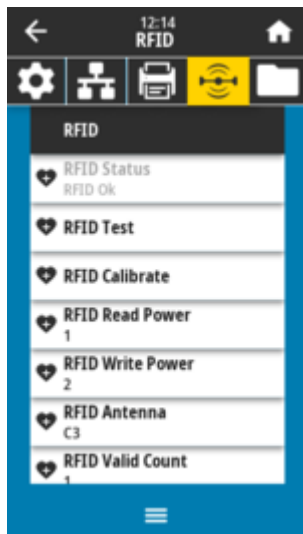 12:14
RFID
RFID
RFID Status
RFID Ok
RFID Test
RFID Calibrate
RFID Read Power
1
RFID Write Power
2
RFID Antenna
C3
RFID Valid Count
1